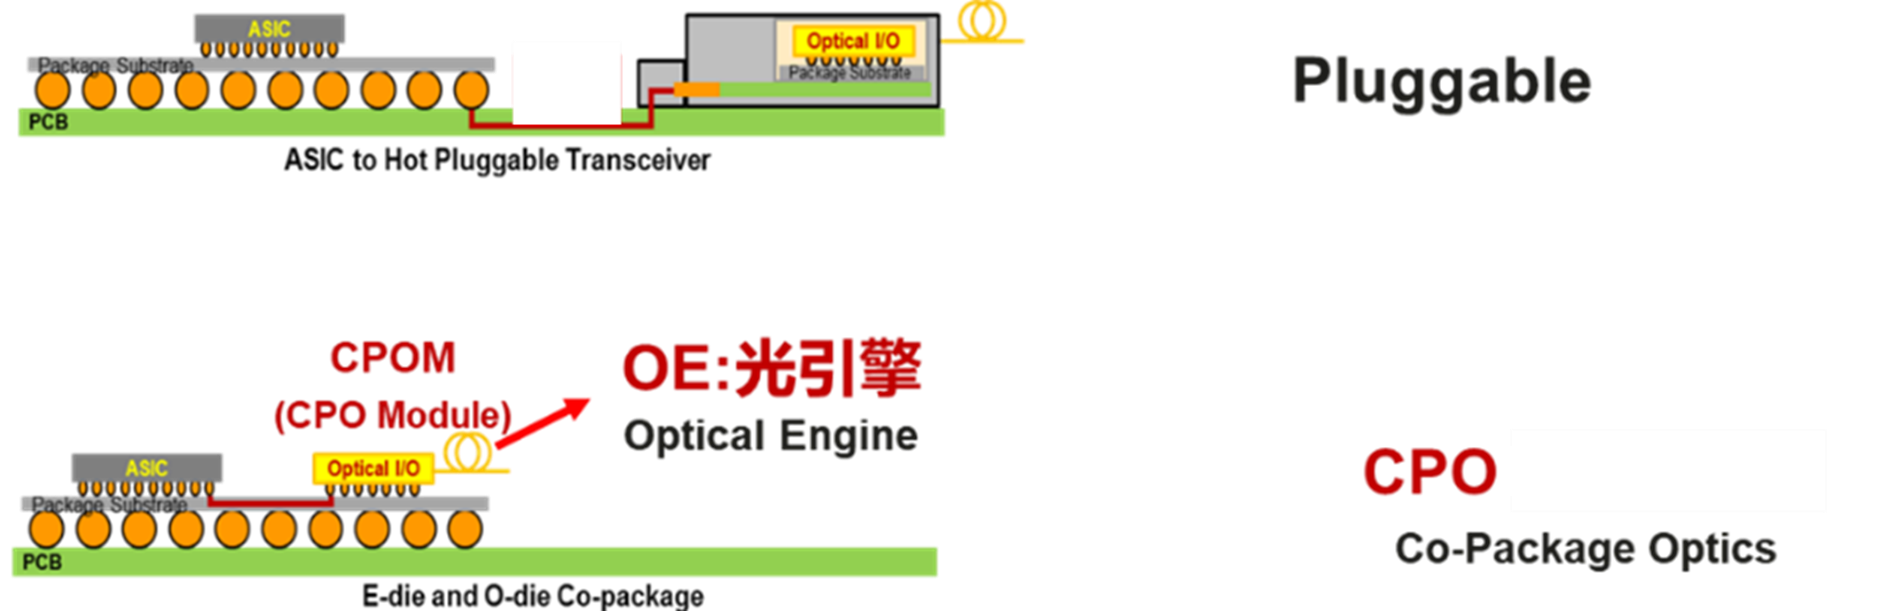 ASIC
Package Substrate
PCB
Optical I/O
Package Substrate
ASIC to Hot Pluggable Transceiver
Pluggable
CPOM
(CPO Module)
OE:光引擎
Optical Engine
ASIC
Optical I/O
Package Substrate
PCB
E-die and O-die Co-package
CPO
Co-Package Optics